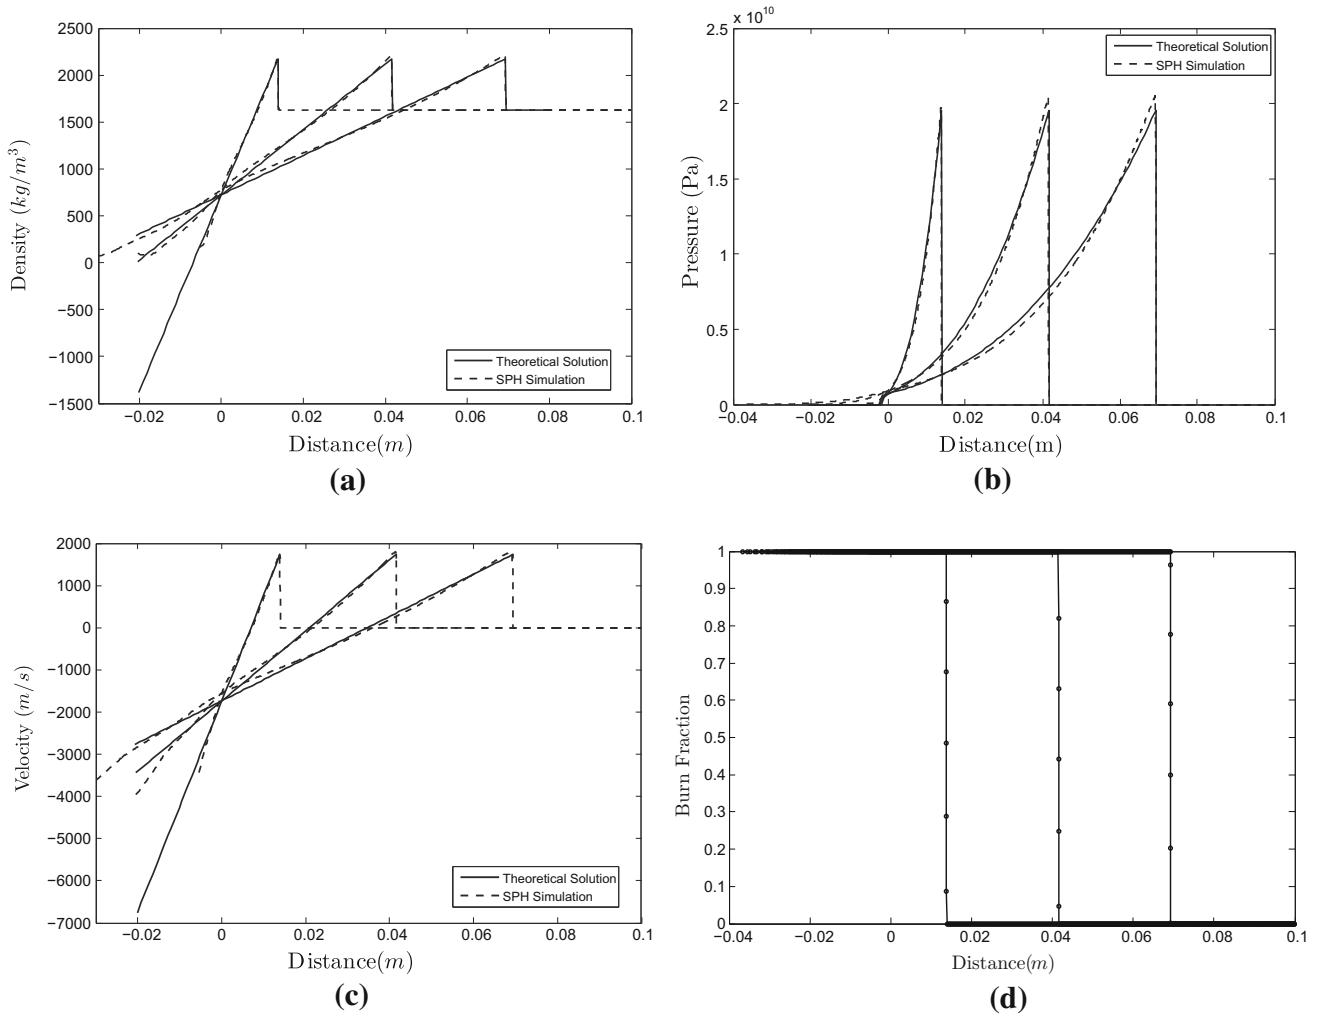 2500
2000
1500
1000
500
0
−500
−1000
−1500
Density (kg/m³)
−0.02 0 0.02 0.04 0.06 0.08 0.1
Distance(m)
Theoretical Solution
SPH Simulation
(a)
x 10¹⁰
2.5
2
1.5
1
0.5
0
Pressure (Pa)
−0.04 −0.02 0 0.02 0.04 0.06 0.08 0.1
Distance(m)
Theoretical Solution
SPH Simulation
(b)
2000
1000
0
−1000
−2000
−3000
−4000
−5000
−6000
−7000
Velocity (m/s)
−0.02 0 0.02 0.04 0.06 0.08 0.1
Distance(m)
Theoretical Solution
SPH Simulation
(c)
1
0.9
0.8
0.7
0.6
0.5
0.4
0.3
0.2
0.1
0
Burn Fraction
−0.04 −0.02 0 0.02 0.04 0.06 0.08 0.1
Distance(m)
(d)